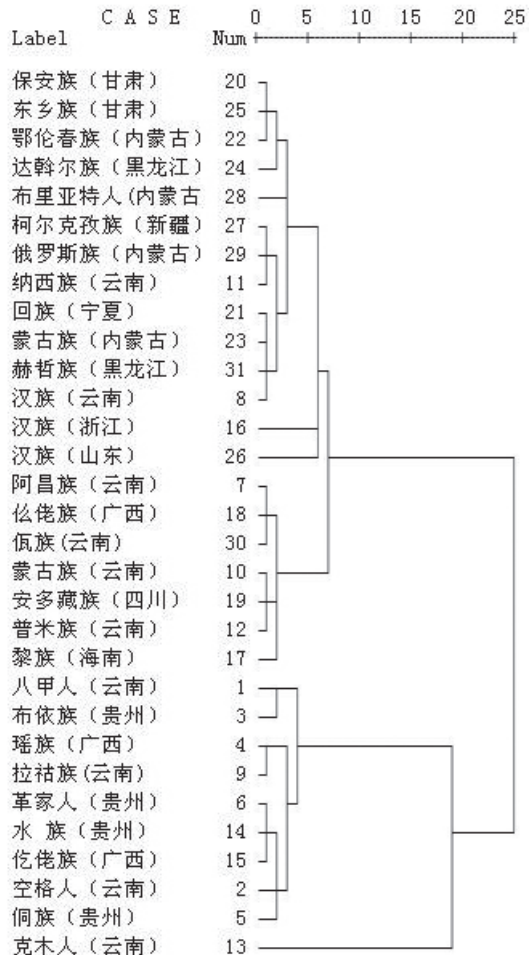 C A S E 0 5 10 15 20 25
Label Num
保安族（甘肃） 20
东乡族（甘肃） 25
鄂伦春族（内蒙古） 22
达斡尔族（黑龙江） 24
布里亚特人(内蒙古 28
柯尔克孜族（新疆） 27
俄罗斯族（内蒙古） 29
纳西族（云南） 11
回族（宁夏） 21
蒙古族（内蒙古） 23
赫哲族（黑龙江） 31
汉族（云南） 8
汉族（浙江） 16
汉族（山东） 26
阿昌族（云南） 7
仫佬族（广西） 18
佤族(云南） 30
蒙古族（云南） 10
安多藏族（四川） 19
普米族（云南） 12
黎族（海南） 17
八甲人（云南） 1
布依族（贵州） 3
瑶族（广西） 4
拉祜族(云南） 9
革家人（贵州） 6
水 族（贵州） 14
仡佬族（广西） 15
空格人（云南） 2
侗族（贵州） 5
克木人（云南） 13